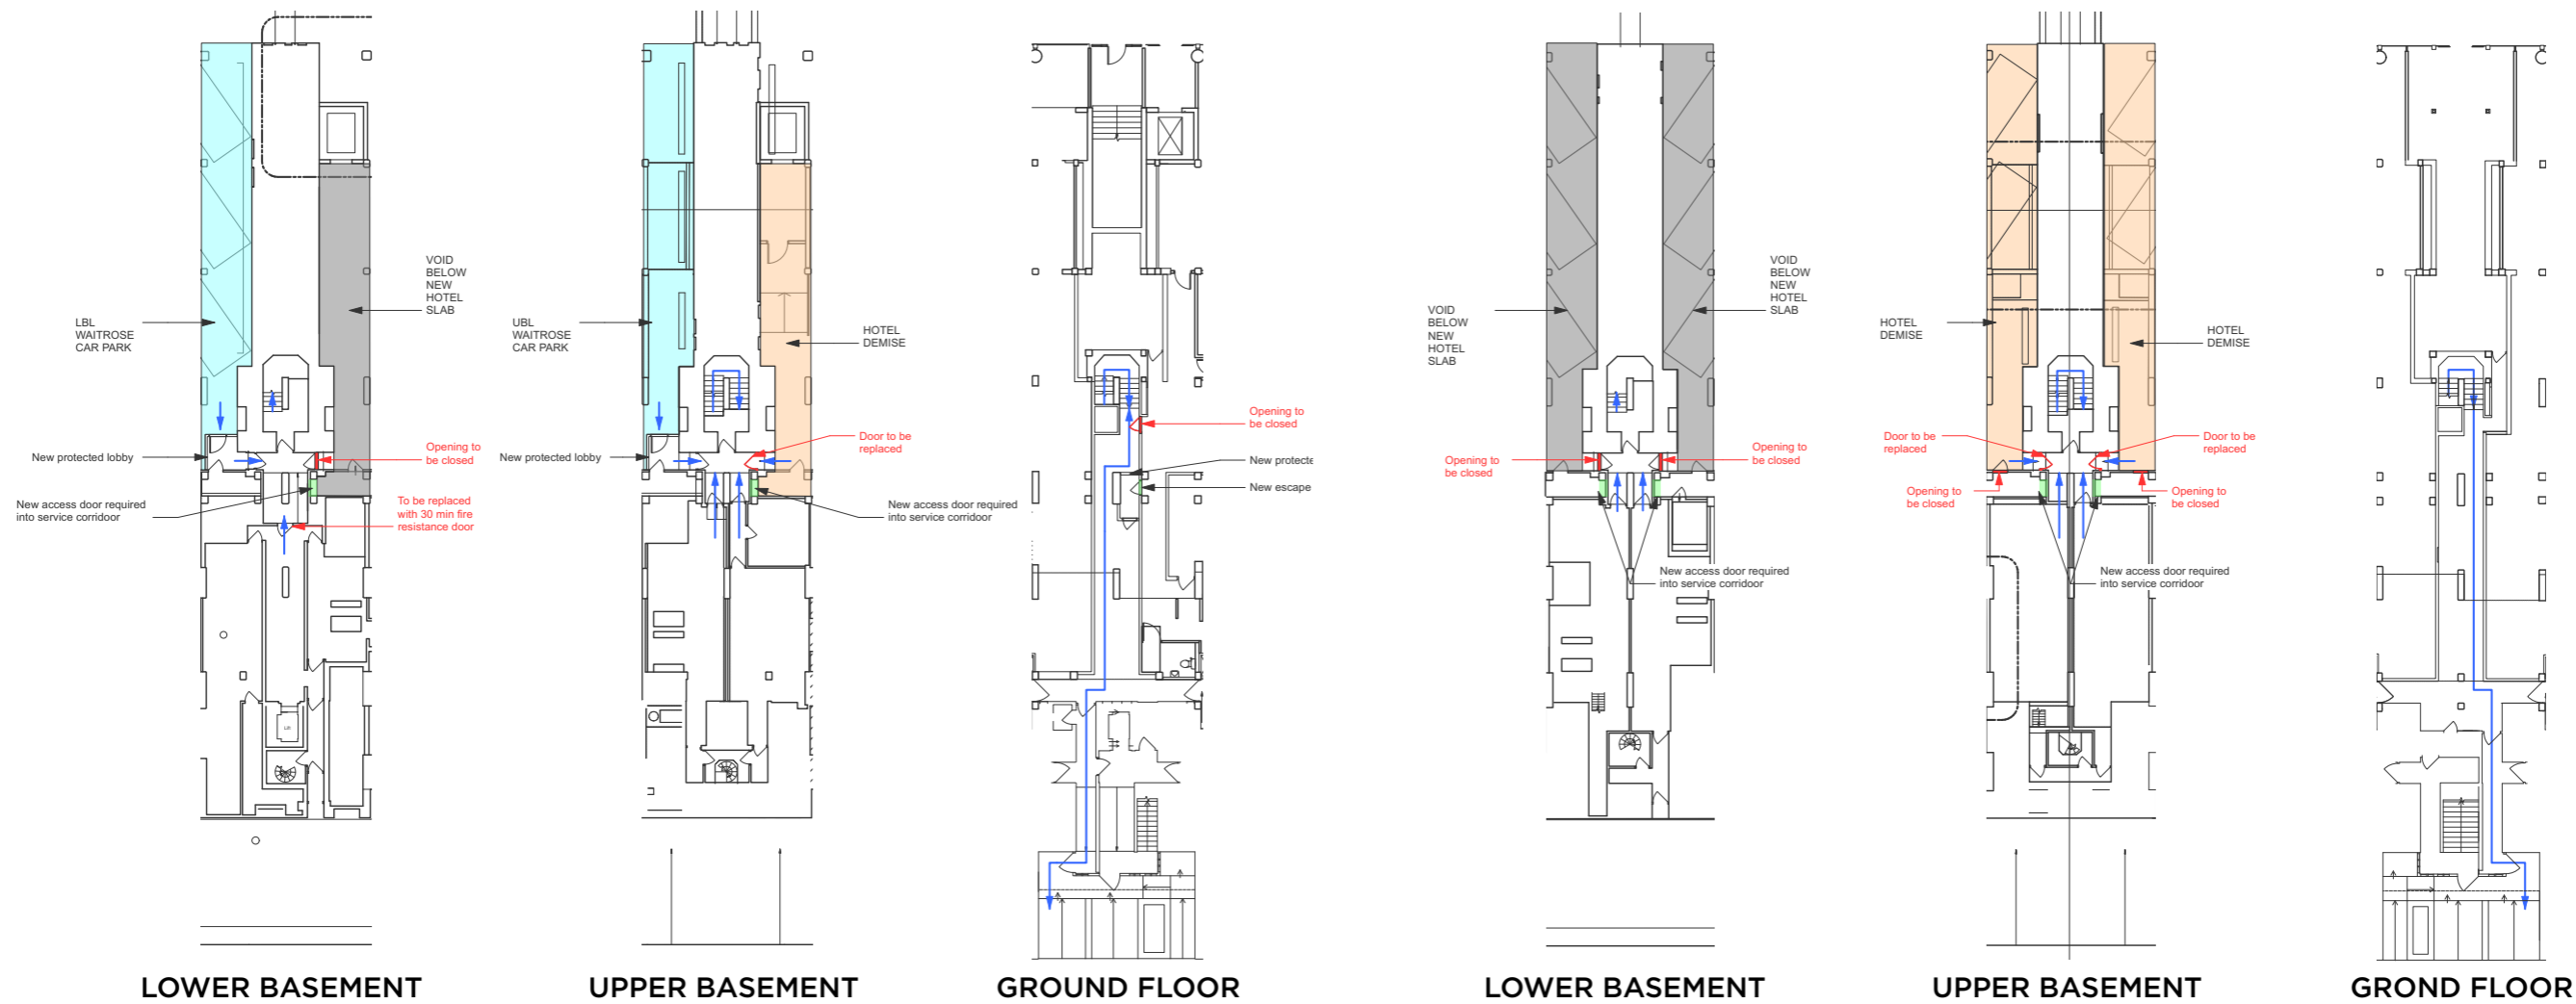 LBL
WAITROSE
CAR PARK
VOID
BELOW
NEW
HOTEL
SLAB
New protected lobby
Opening to
be closed
New access door required
into service corridoor
To be replaced
with 30 min fire
resistance door
LOWER BASEMENT
UBL
WAITROSE
CAR PARK
HOTEL
DEMISE
New protected lobby
Door to be
replaced
New access door required
into service corridoor
UPPER BASEMENT
Opening to
be closed
New protecte
New escape
GROUND FLOOR
VOID
BELOW
NEW
HOTEL
SLAB
VOID
BELOW
NEW
HOTEL
SLAB
Opening to
be closed
Opening to
be closed
New access door required
into service corridoor
LOWER BASEMENT
HOTEL
DEMISE
HOTEL
DEMISE
Door to be
replaced
Door to be
replaced
Opening to
be closed
Opening to
be closed
New access door required
into service corridoor
UPPER BASEMENT
GROND FLOOR